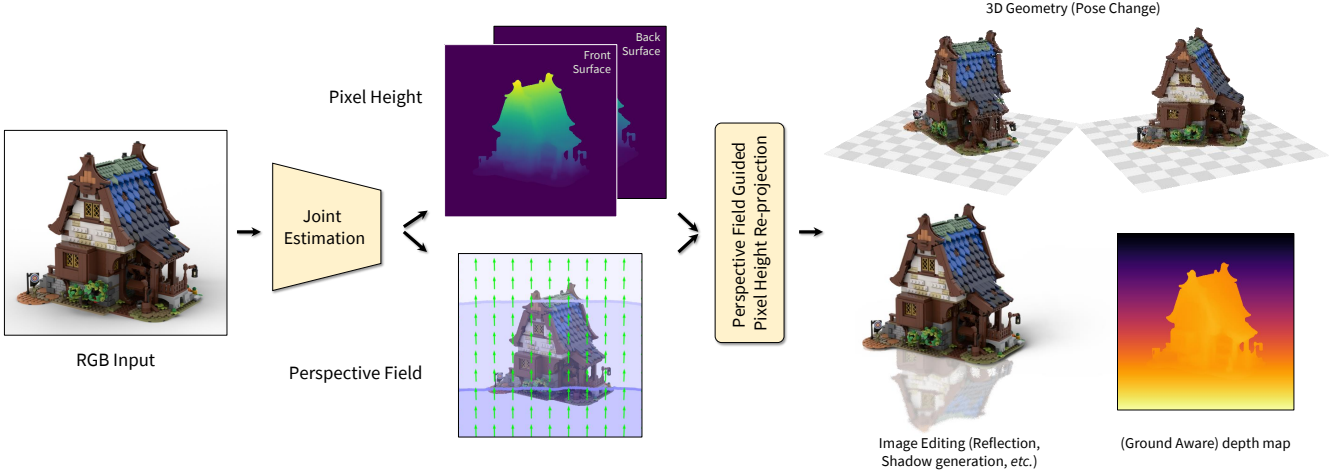 3D Geometry (Pose Change)
Back
Surface
Front
Surface
Pixel Height
Joint
Estimation
Perspective Field Guided
Pixel Height Re-projection
RGB Input
Perspective Field
Image Editing (Reflection,
Shadow generation, etc.)
(Ground Aware) depth map